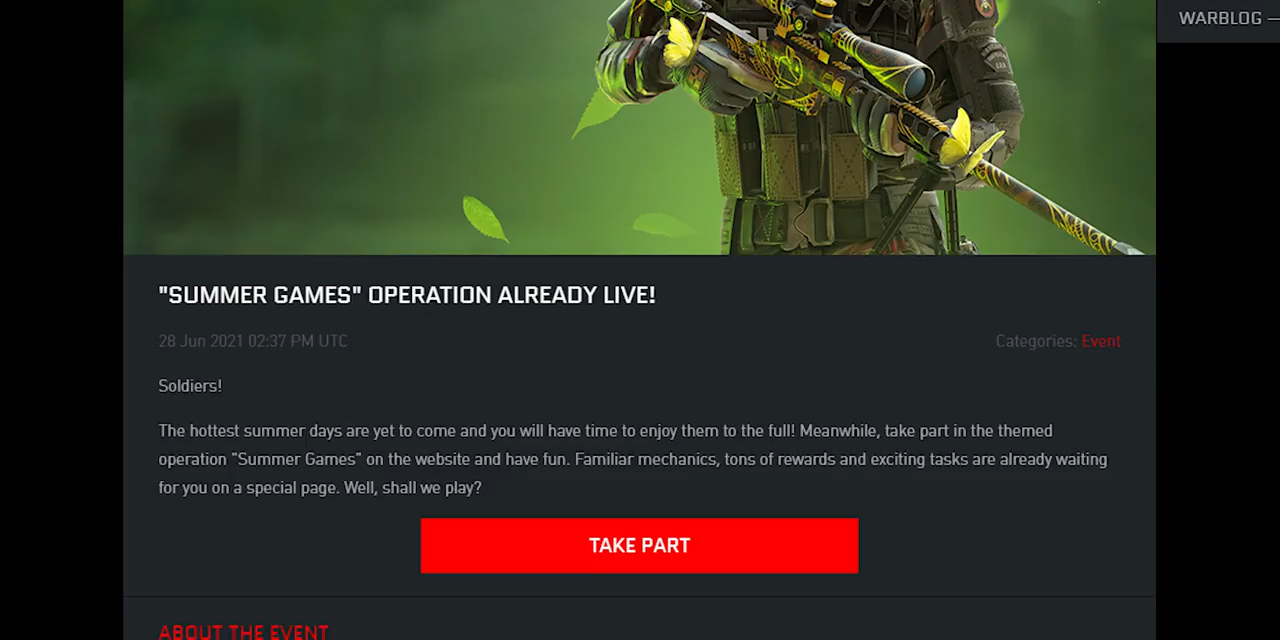 WARBLOG —
"SUMMER GAMES" OPERATION ALREADY LIVE!
28 Jun 2021 02:37 PM UTC
Categories: Event
Soldiers!
The hottest summer days are yet to come and you will have time to enjoy them to the full! Meanwhile, take part in the themed
operation "Summer Games" on the website and have fun. Familiar mechanics, tons of rewards and exciting tasks are already waiting
for you on a special page. Well, shall we play?
TAKE PART
ABOUT THE EVENT